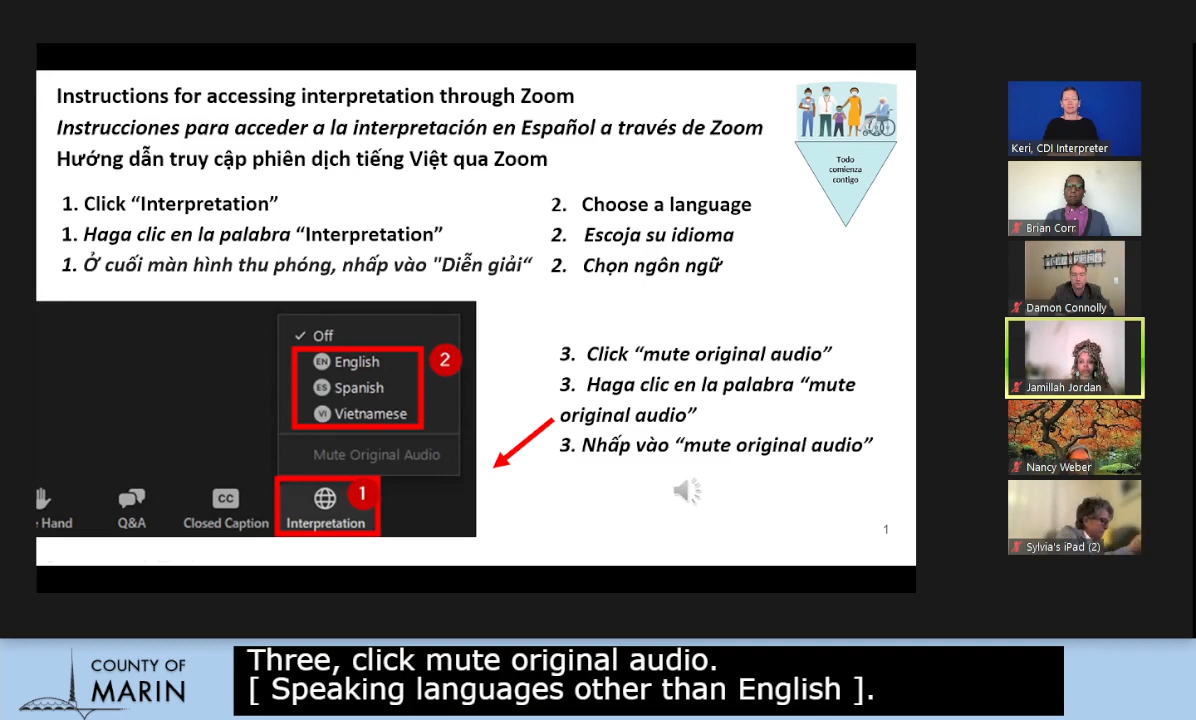 Instructions for accessing interpretation through Zoom
Instrucciones para acceder a la interpretación en Español a través de Zoom
Hướng dẫn truy cập phiên dịch tiếng Việt qua Zoom
Todo
comienza
contigo
1. Click “Interpretation”
1. Haga clic en la palabra “Interpretation”
1. Ở cuối màn hình thu phóng, nhấp vào "Diễn giải“
2. Choose a language
2. Escoja su idioma
2. Chọn ngôn ngữ
Off
EN English
ES Spanish
VI Vietnamese
2
Mute Original Audio
e Hand
Q&A
CC
Closed Caption
Interpretation
1
3. Click “mute original audio”
3. Haga clic en la palabra “mute
original audio”
3. Nhấp vào “mute original audio”
1
Keri, CDI Interpreter
Brian Corr
Damon Connolly
Jamillah Jordan
Nancy Weber
Sylvia's iPad (2)
COUNTY OF
MARIN
Three, click mute original audio.
[ Speaking languages other than English ].